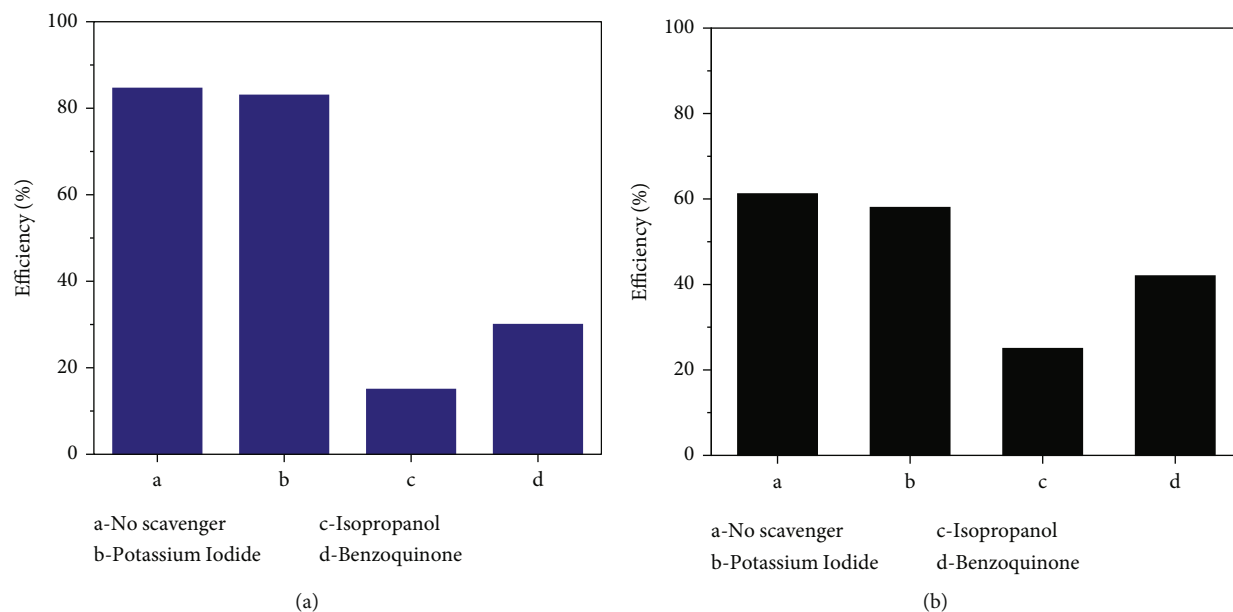 100
80
60
40
20
0
Efficiency (%)
a b c d
a-No scavenger c-Isopropanol
b-Potassium Iodide d-Benzoquinone
(a)
100
80
60
40
20
0
Efficiency (%)
a b c d
a-No scavenger c-Isopropanol
b-Potassium Iodide d-Benzoquinone
(b)